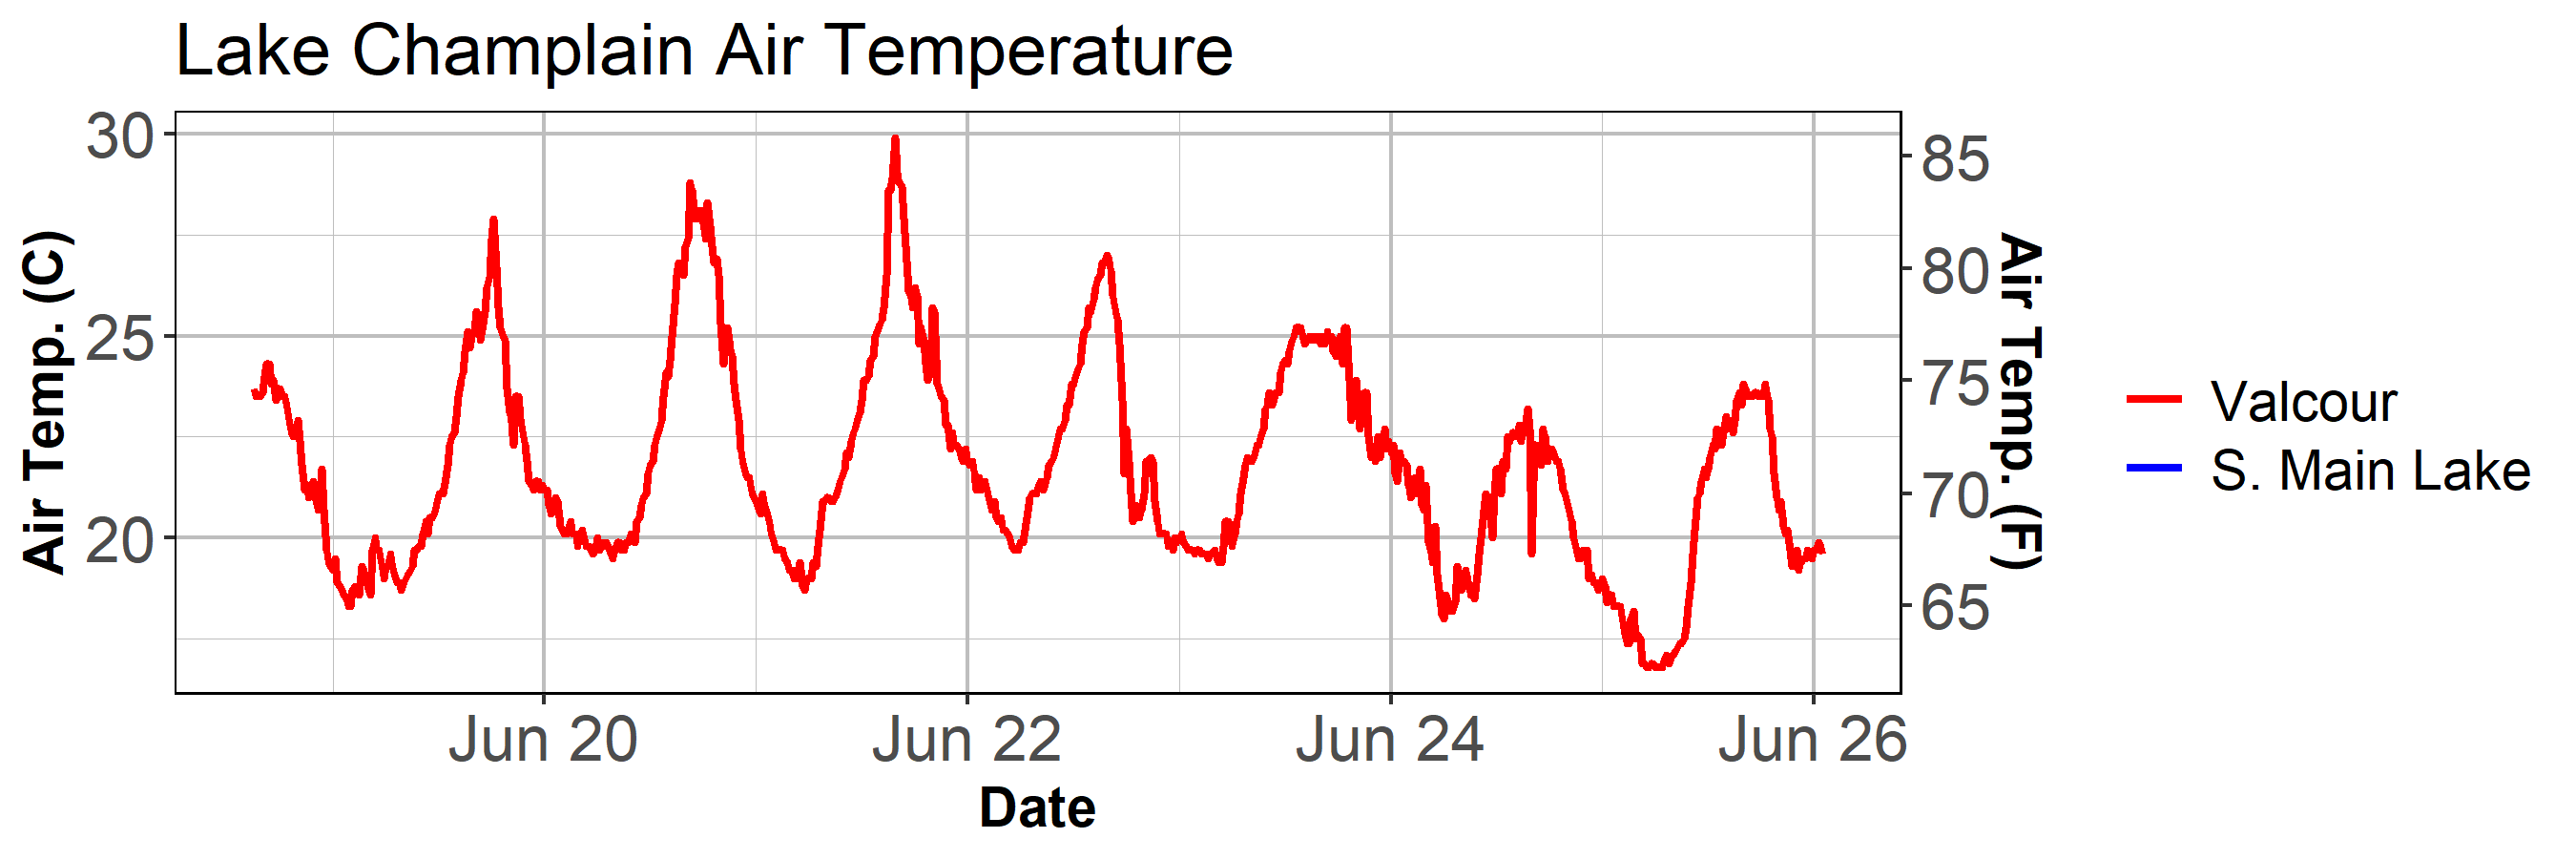 Lake Champlain Air Temperature
30
25
20
Air Temp. (C)
85
80
75
70
65
Air Temp. (F)
Jun 20
Jun 22
Jun 24
Jun 26
Date
Valcour
S. Main Lake